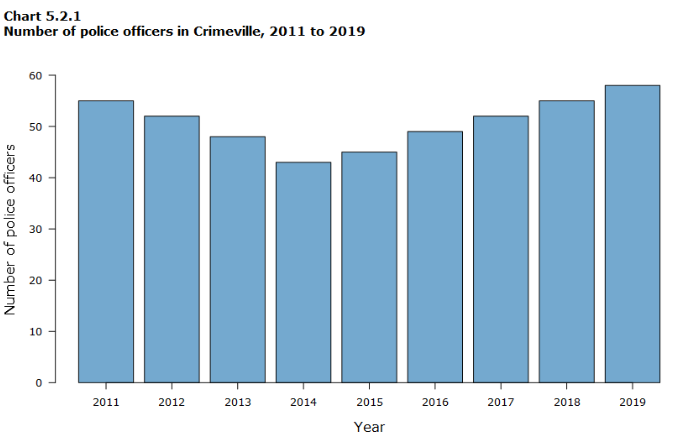 Chart 5.2.1
Number of police officers in Crimeville, 2011 to 2019
Number of police officers
60
50
40
30
20
10
0
2011 2012 2013 2014 2015 2016 2017 2018 2019
Year